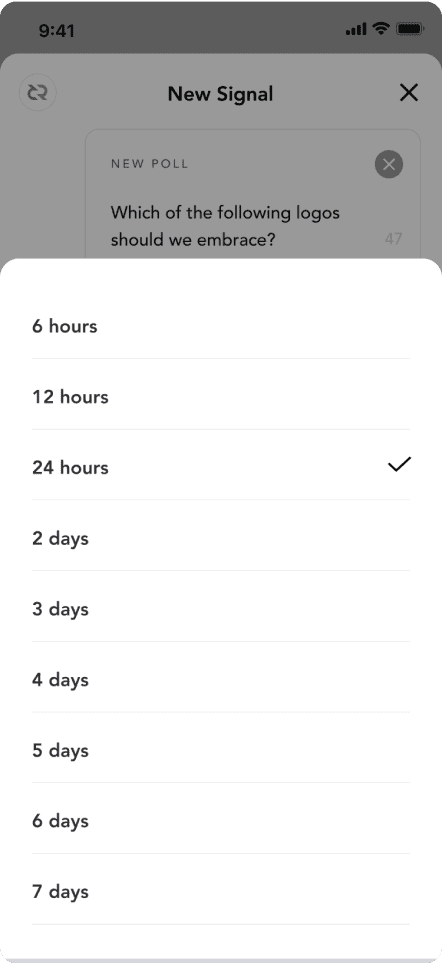 9:41
New Signal
NEW POLL
Which of the following logos
should we embrace?
47
6 hours
12 hours
24 hours
2 days
3 days
4 days
5 days
6 days
7 days